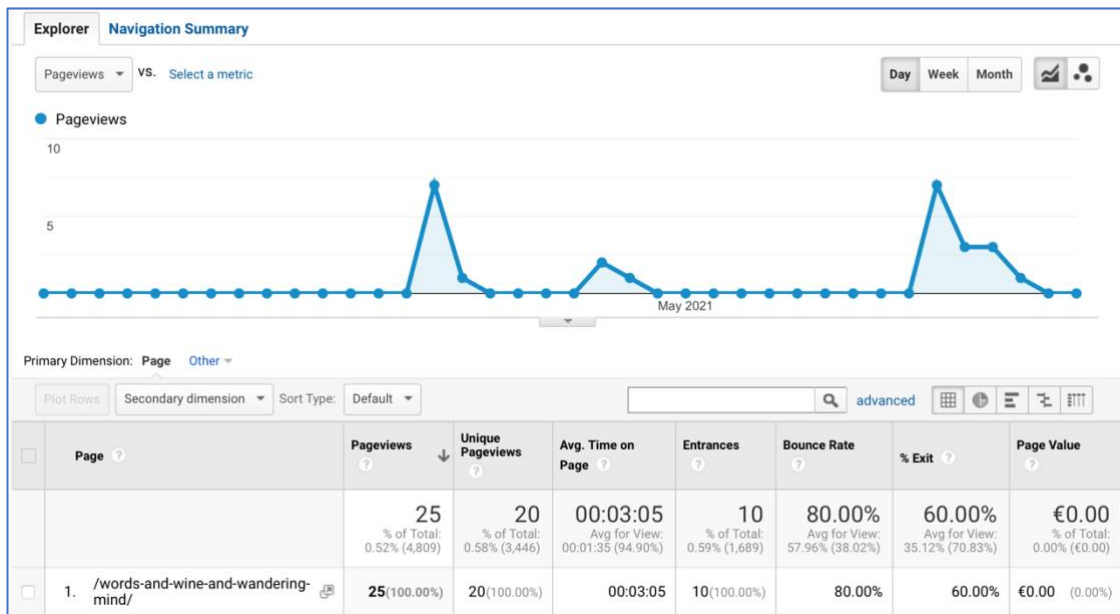 Explorer Navigation Summary
Pageviews VS. Select a metric Day Week Month
Pageviews
10
5
May 2021
Primary Dimension: Page Other
Plot Rows Secondary dimension Sort Type: Default advanced
Page ? Pageviews ? Unique Pageviews ? Avg. Time on Page ? Entrances ? Bounce Rate ? % Exit ? Page Value ?
25 20 00:03:05 10 80.00% 60.00% €0.00
% of Total: % of Total: Avg for View: % of Total: Avg for View: Avg for View: % of Total:
0.52% (4,809) 0.58% (3,446) 00:01:35 (94.90%) 0.59% (1,689) 57.96% (38.02%) 35.12% (70.83%) 0.00% (€0.00)
1. /words-and-wine-and-wandering- 25(100.00%) 20(100.00%) 00:03:05 10(100.00%) 80.00% 60.00% €0.00 (0.00%)
mind/